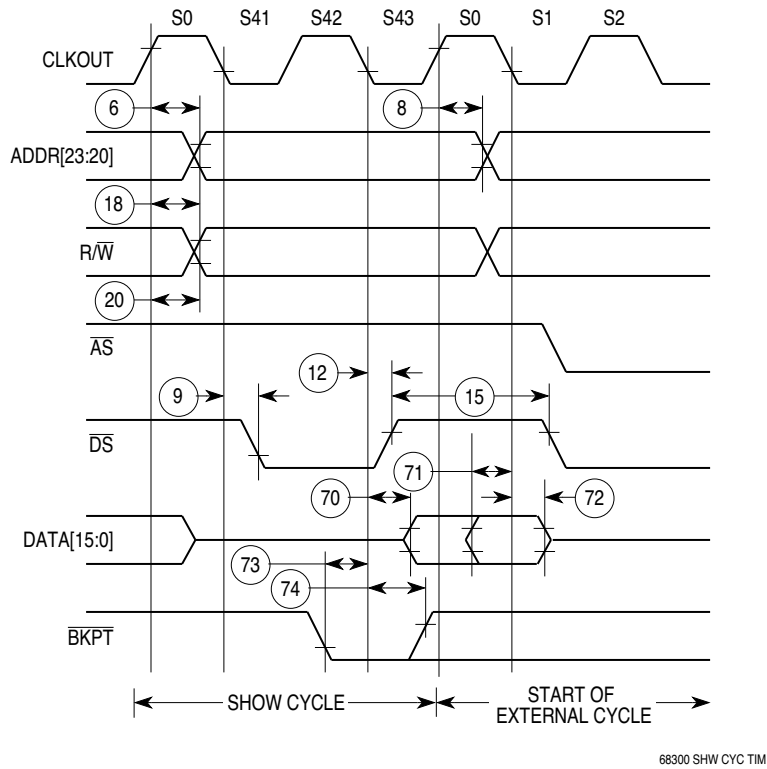 S0 S41 S42 S43 S0 S1 S2
CLKOUT
6 8
ADDR[23:20]
18
R/W
20
AS
12
9 15
DS
71
70 72
DATA[15:0]
73
74
BKPT
SHOW CYCLE
START OF
EXTERNAL CYCLE
68300 SHW CYC TIM